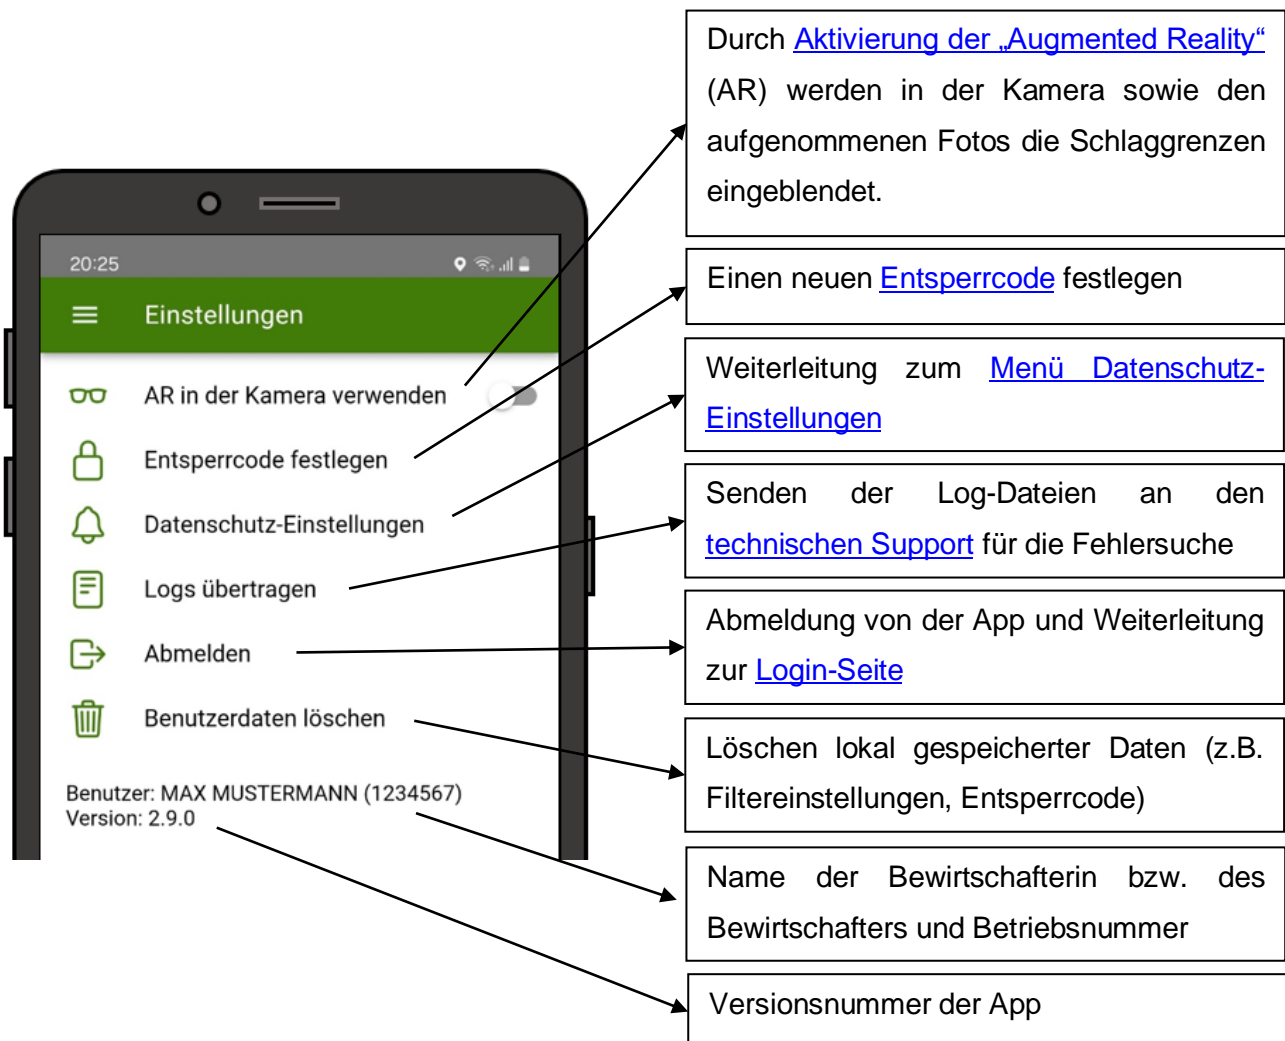 Durch Aktivierung der „Augmented Reality“
(AR) werden in der Kamera sowie den
aufgenommenen Fotos die Schlaggrenzen
eingeblendet.
20:25
Einstellungen
Einen neuen Entsperrcode festlegen
AR in der Kamera verwenden
Weiterleitung zum Menü Datenschutz-
Einstellungen
Entsperrcode festlegen
Datenschutz-Einstellungen
Senden der Log-Dateien an den
technischen Support für die Fehlersuche
Logs übertragen
Abmelden
Abmeldung von der App und Weiterleitung
zur Login-Seite
Benutzerdaten löschen
Löschen lokal gespeicherter Daten (z.B.
Filtereinstellungen, Entsperrcode)
Benutzer: MAX MUSTERMANN (1234567)
Version: 2.9.0
Name der Bewirtschafterin bzw. des
Bewirtschafters und Betriebsnummer
Versionsnummer der App